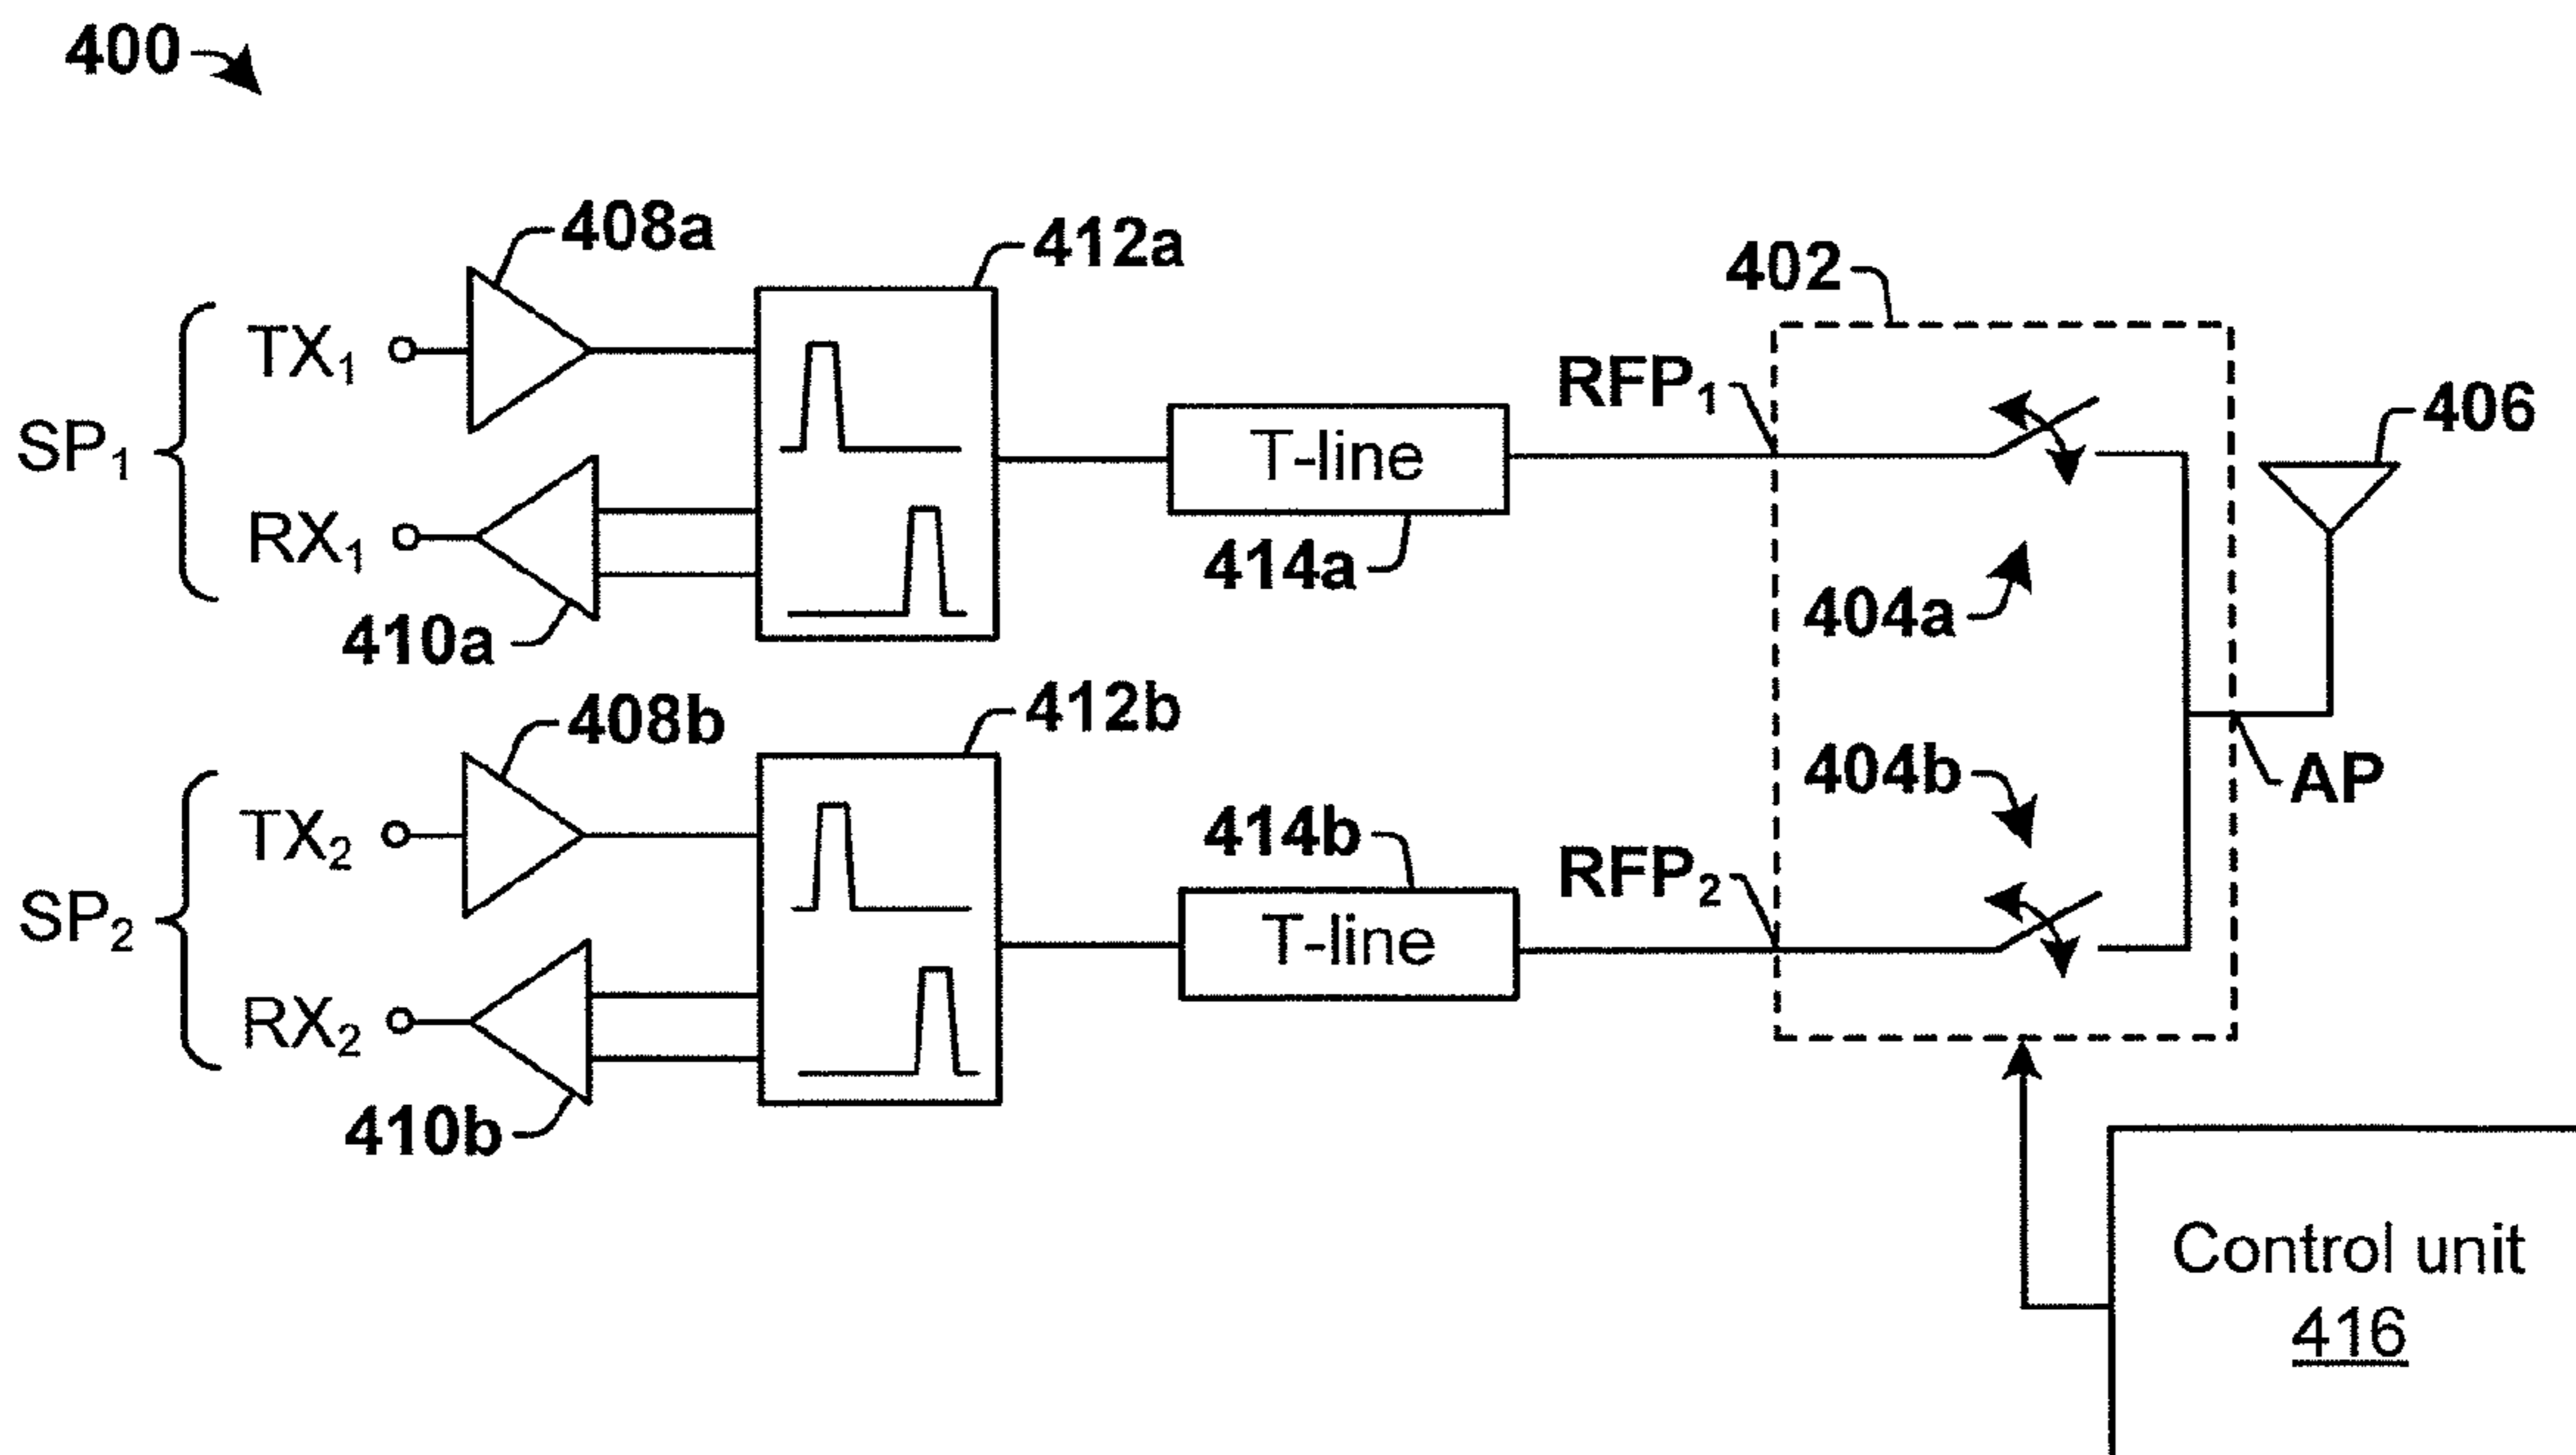 400
408a
412a
402
TX₁
RFP₁
406
SP₁
T-line
RX₁
414a
404a
410a
408b
412b
404b
AP
TX₂
414b
RFP₂
SP₂
T-line
RX₂
410b
Control unit
416